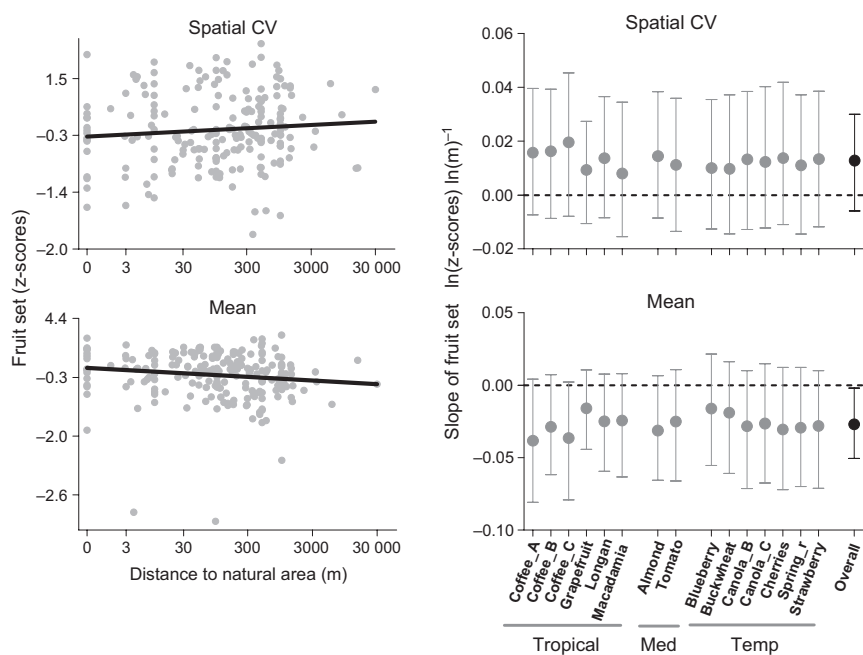 Spatial CV
1.5
−0.3
−1.4
−2.0
0 3 30 300 3000 30 000
Mean
4.4
−0.3
−2.0
−2.6
0 3 30 300 3000 30 000
Distance to natural area (m)
Fruit set (z-scores)
Spatial CV
0.06
0.04
0.02
0.00
−0.02
Mean
0.05
0.00
−0.05
−0.10
Slope of fruit set ln(z-scores) ln(m)−1
Coffee_A
Coffee_B
Coffee_C
Grapefruit
Longan
Macadamia
Almond
Tomato
Blueberry
Buckwheat
Canola_B
Canola_C
Cherries
Spring_r
Strawberry
Overall
Tropical Med Temp